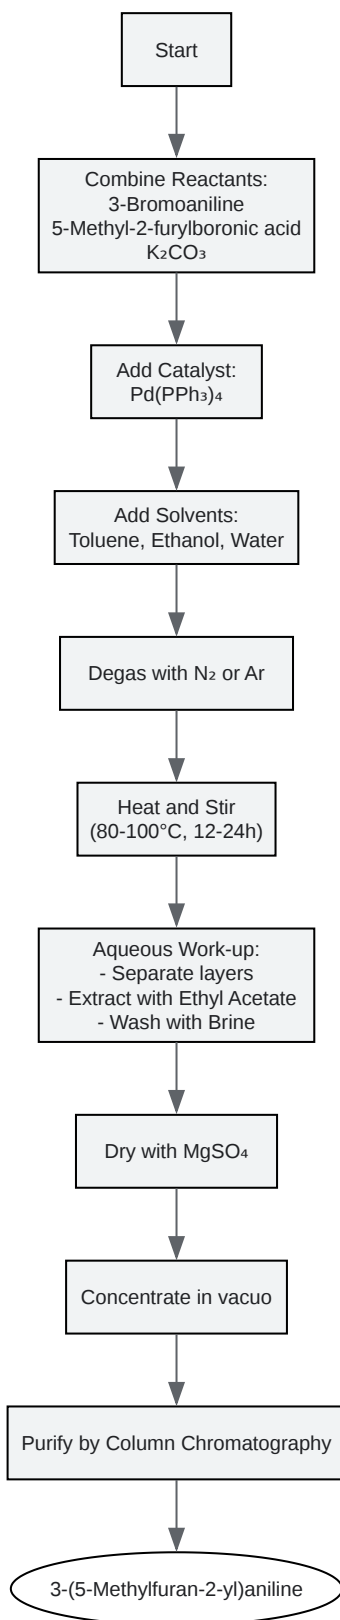 Start
Combine Reactants:
3-Bromoaniline
5-Methyl-2-furylboronic acid
K₂CO₃
Add Catalyst:
Pd(PPh₃)₄
Add Solvents:
Toluene, Ethanol, Water
Degas with N₂ or Ar
Heat and Stir
(80-100°C, 12-24h)
Aqueous Work-up:
- Separate layers
- Extract with Ethyl Acetate
- Wash with Brine
Dry with MgSO₄
Concentrate in vacuo
Purify by Column Chromatography
3-(5-Methylfuran-2-yl)aniline